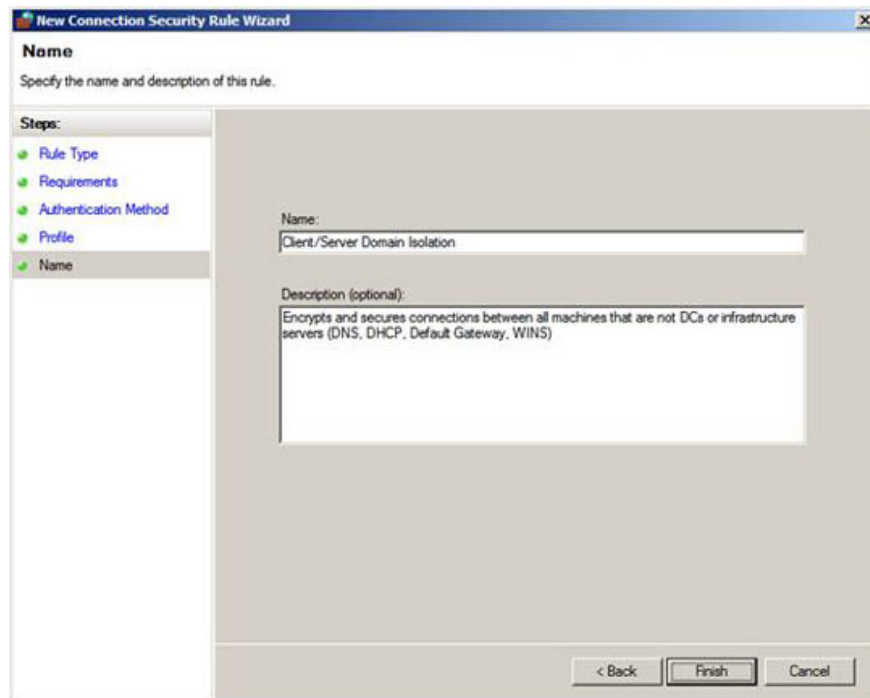 New Connection Security Rule Wizard
Name
Specify the name and description of this rule.
Steps:
Rule Type
Requirements
Authentication Method
Profile
Name
Name:
Client/Server Domain Isolation
Description (optional):
Encrypts and secures connections between all machines that are not DCs or infrastructure
servers (DNS, DHCP, Default Gateway, WINS)
< Back
Finish
Cancel